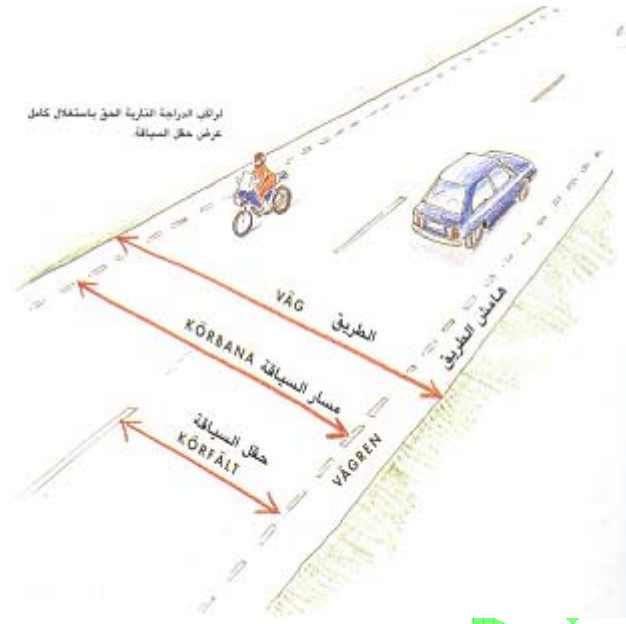 لراكب الدراجة النارية الحق باستغلال كامل
عرض حقل السياقة.
VÄG الطريق
KÖRBANA مسار السياقة
حقل السياقة
KÖRFÄLT
VÄGREN
هامش الطريق